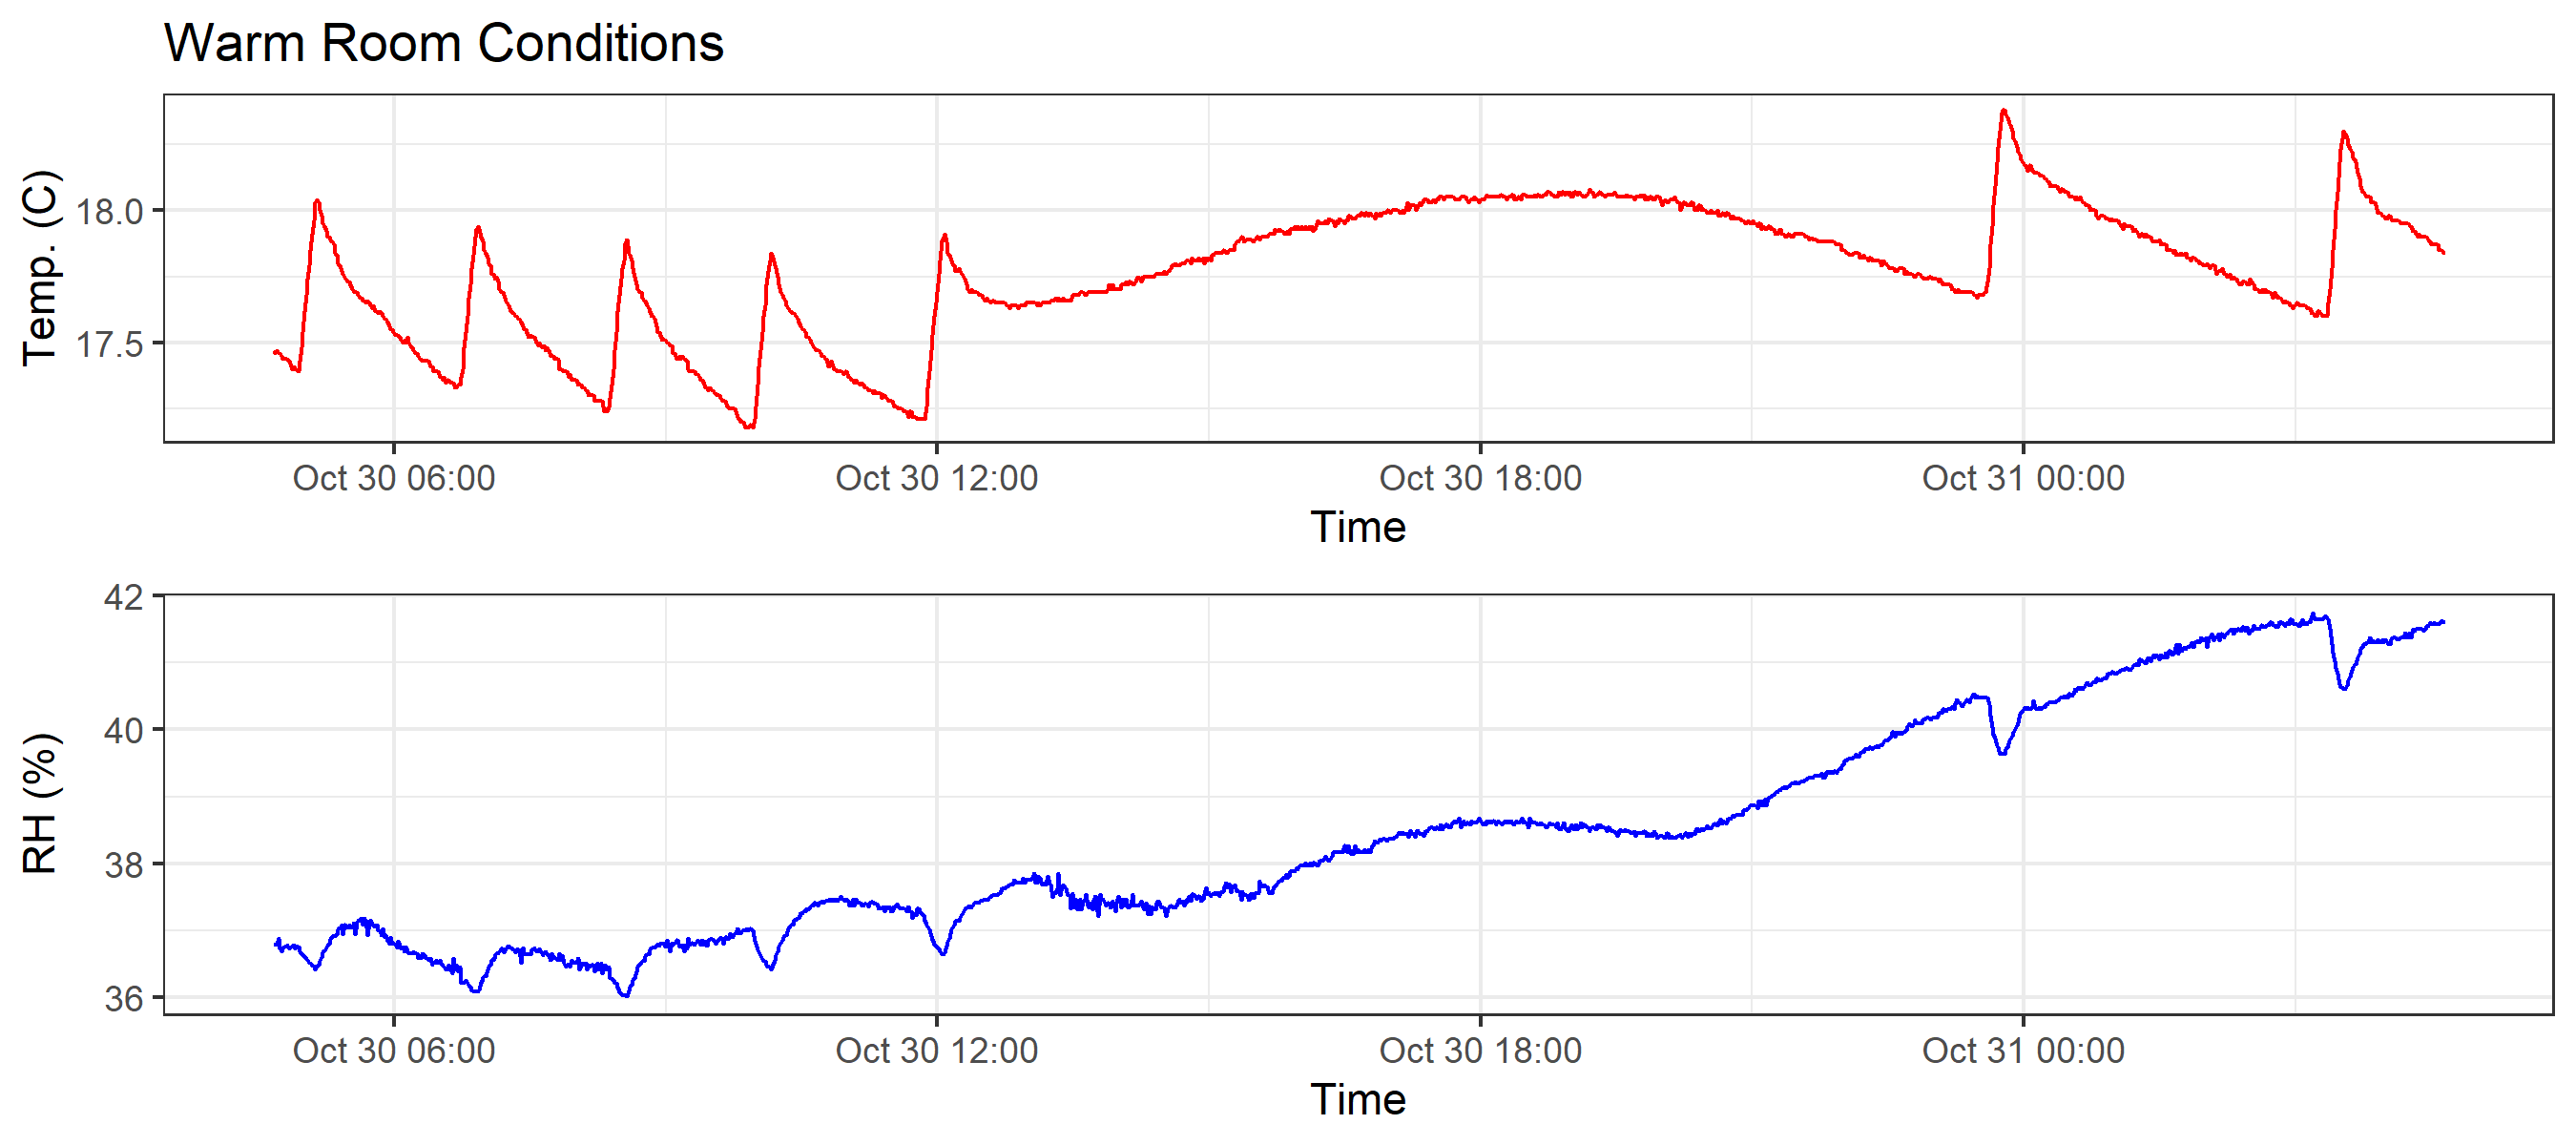 Warm Room Conditions
Temp. (C)
18.0
17.5
Oct 30 06:00 Oct 30 12:00 Oct 30 18:00 Oct 31 00:00
Time
RH (%)
42
40
38
36
Oct 30 06:00 Oct 30 12:00 Oct 30 18:00 Oct 31 00:00
Time